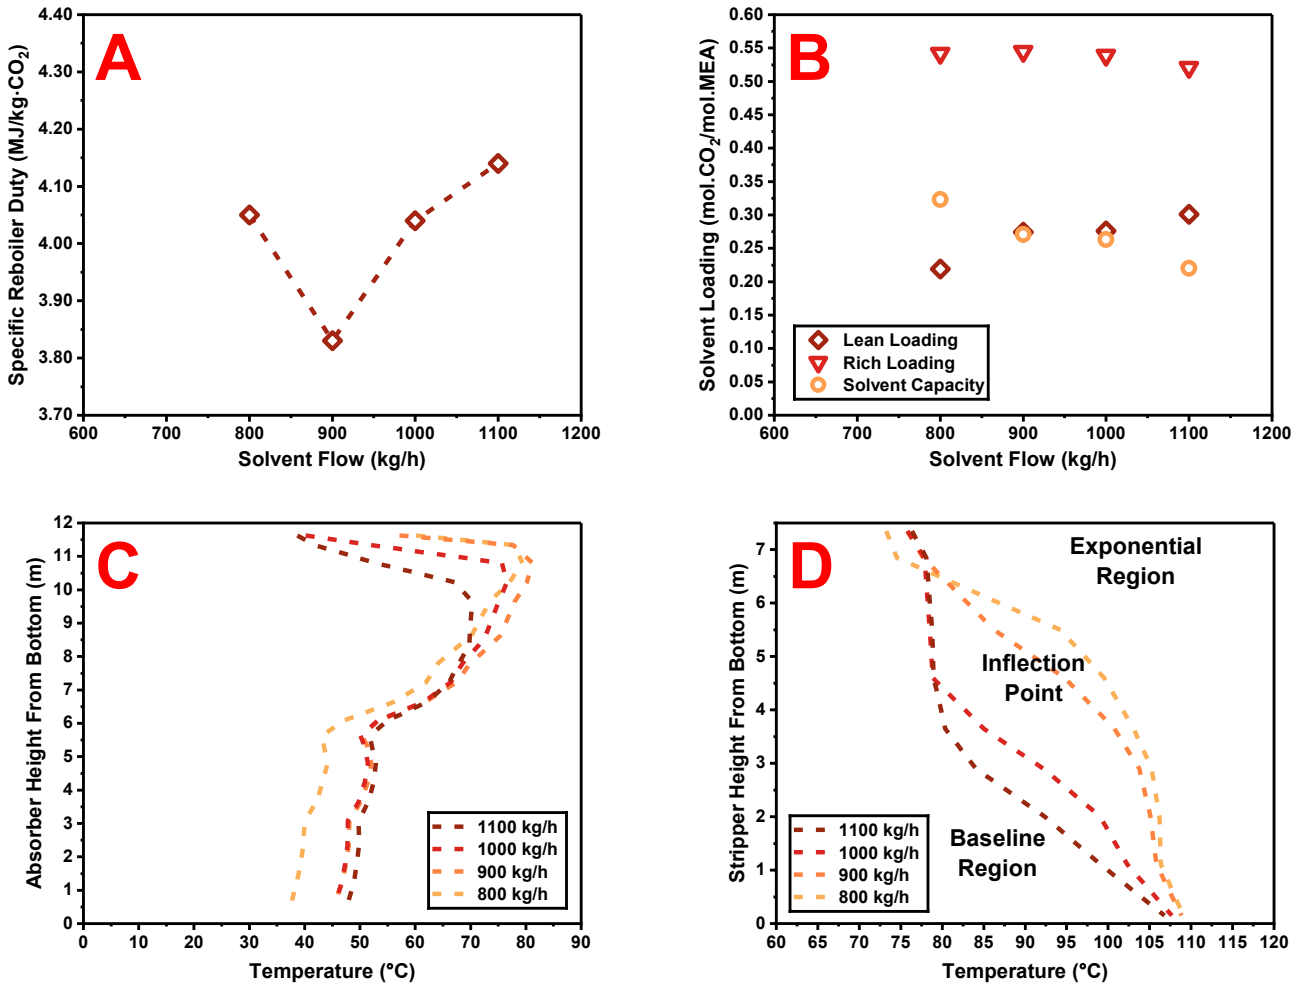 A
4.40
4.30
4.20
4.10
4.00
3.90
3.80
3.70
600
700
800
900
1000
1100
1200
Specific Reboiler Duty (MJ/kg·CO₂)
Solvent Flow (kg/h)
B
0.60
0.55
0.50
0.45
0.40
0.35
0.30
0.25
0.20
0.15
0.10
0.05
0.00
600
700
800
900
1000
1100
1200
Solvent Loading (mol.CO₂/mol.MEA)
Solvent Flow (kg/h)
Lean Loading
Rich Loading
Solvent Capacity
C
12
11
10
9
8
7
6
5
4
3
2
1
0
0
10
20
30
40
50
60
70
80
90
Absorber Height From Bottom (m)
Temperature (°C)
1100 kg/h
1000 kg/h
900 kg/h
800 kg/h
D
7
6
5
4
3
2
1
0
60
65
70
75
80
85
90
95
100
105
110
115
120
Stripper Height From Bottom (m)
Temperature (°C)
Exponential
Region
Inflection
Point
Baseline
Region
1100 kg/h
1000 kg/h
900 kg/h
800 kg/h